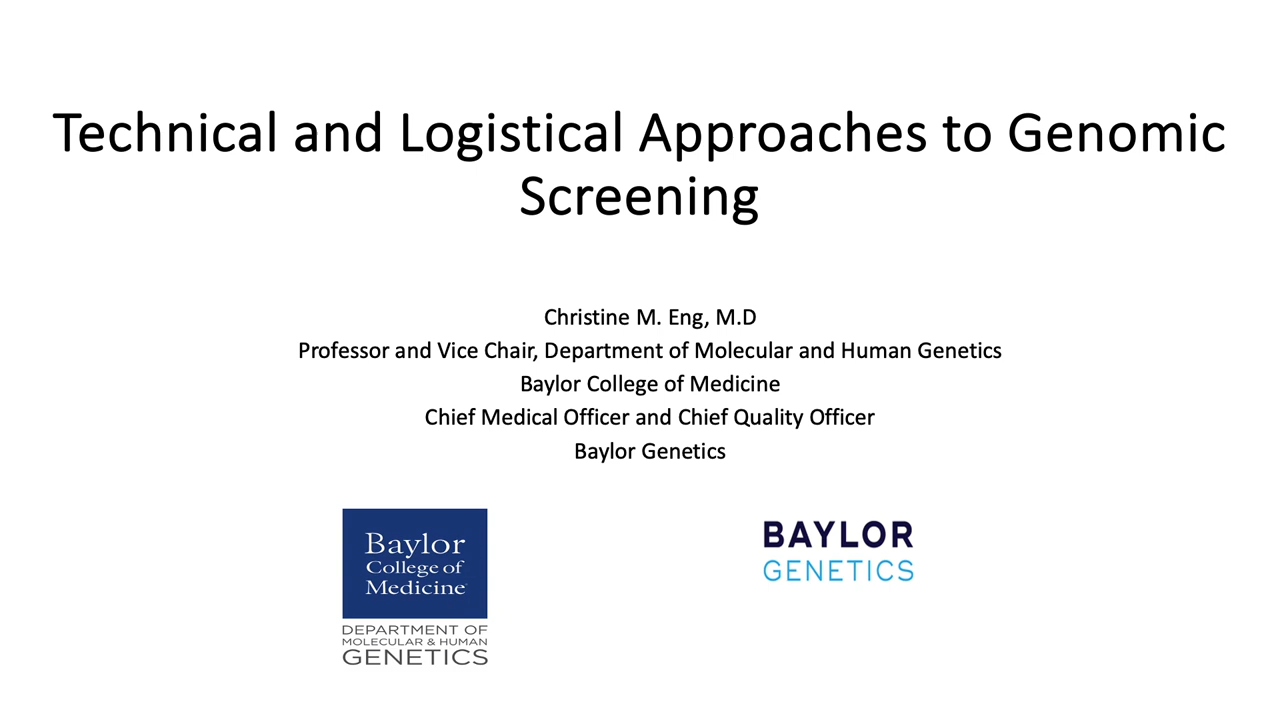 Technical and Logistical Approaches to Genomic
Screening
Christine M. Eng, M.D
Professor and Vice Chair, Department of Molecular and Human Genetics
Baylor College of Medicine
Chief Medical Officer and Chief Quality Officer
Baylor Genetics
Baylor
College of
Medicine
DEPARTMENT OF
MOLECULAR & HUMAN
GENETICS
BAYLOR
GENETICS